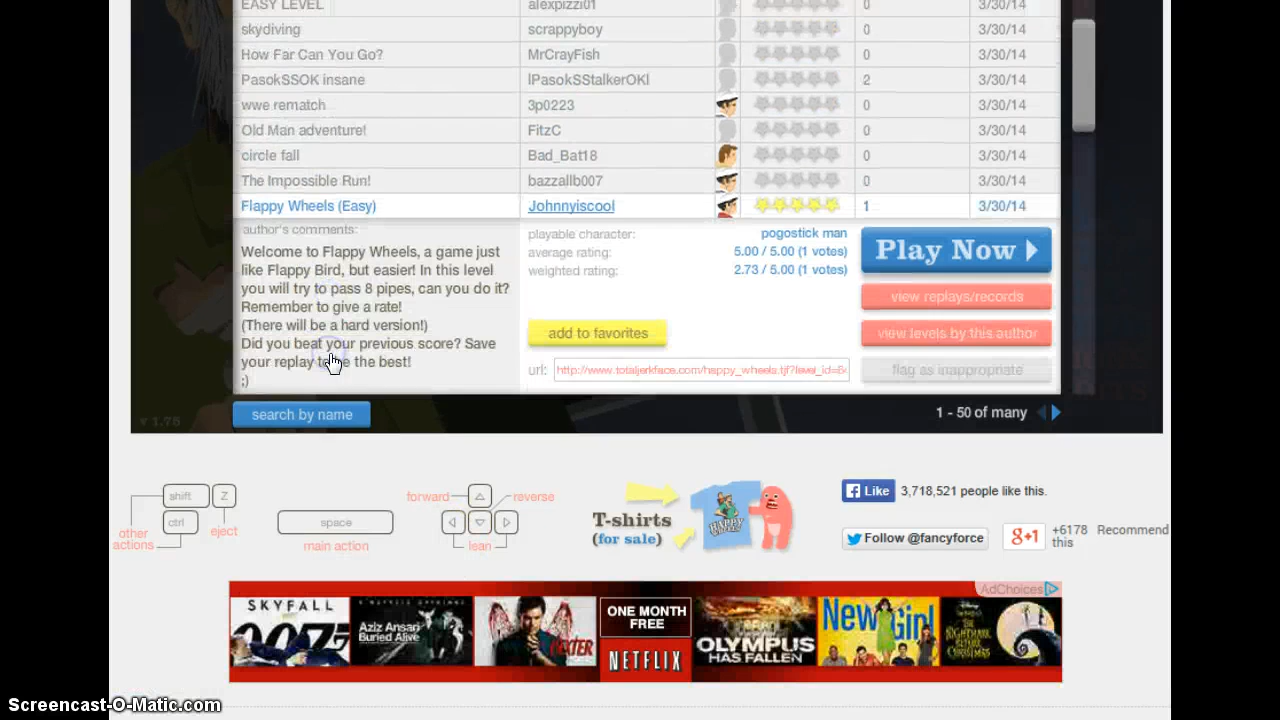 EASY LEVEL alexpizzi01 0 3/30/14
skydiving scrappyboy 0 3/30/14
How Far Can You Go? MrCrayFish 0 3/30/14
PasokSSOK insane lPasokSStalkerOKl 2 3/30/14
wwe rematch 3p0223 0 3/30/14
Old Man adventure! FitzC 0 3/30/14
circle fall Bad_Bat18 0 3/30/14
The Impossible Run! bazzallb007 0 3/30/14
Flappy Wheels (Easy) Johnnyiscool 1 3/30/14
author's comments:
Welcome to Flappy Wheels, a game just
like Flappy Bird, but easier! In this level
you will try to pass 8 pipes, can you do it?
Remember to give a rate!
(There will be a hard version!)
Did you beat your previous score? Save
your replay the best!
;)
playable character: pogostick man
average rating: 5.00 / 5.00 (1 votes)
weighted rating: 2.73 / 5.00 (1 votes)
add to favorites
url: http://www.totaljerkface.com/happy_wheels.tjf?level_id=
Play Now
view replays/records
view levels by this author
flag as inappropriate
search by name
1 - 50 of many
v 1.75
shift Z
ctrl
other
actions
eject
space
main action
forward
reverse
lean
T-shirts
(for sale)
HAPPY
WHEELS
Like 3,718,521 people like this.
Follow @fancyforce
g+1 +6178 Recommend
this
AdChoices
SKYFALL
007
Aziz Ansari
Buried Alive
DEXTER
ONE MONTH
FREE
NETFLIX
OLYMPUS
HAS FALLEN
New Girl
THE
NIGHTMARE
BEFORE
CHRISTMAS
Screencast-O-Matic.com